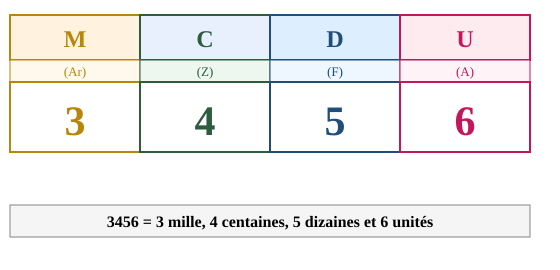 M C D U
(Ar) (Z) (F) (A)
3 4 5 6
3456 = 3 mille, 4 centaines, 5 dizaines et 6 unités